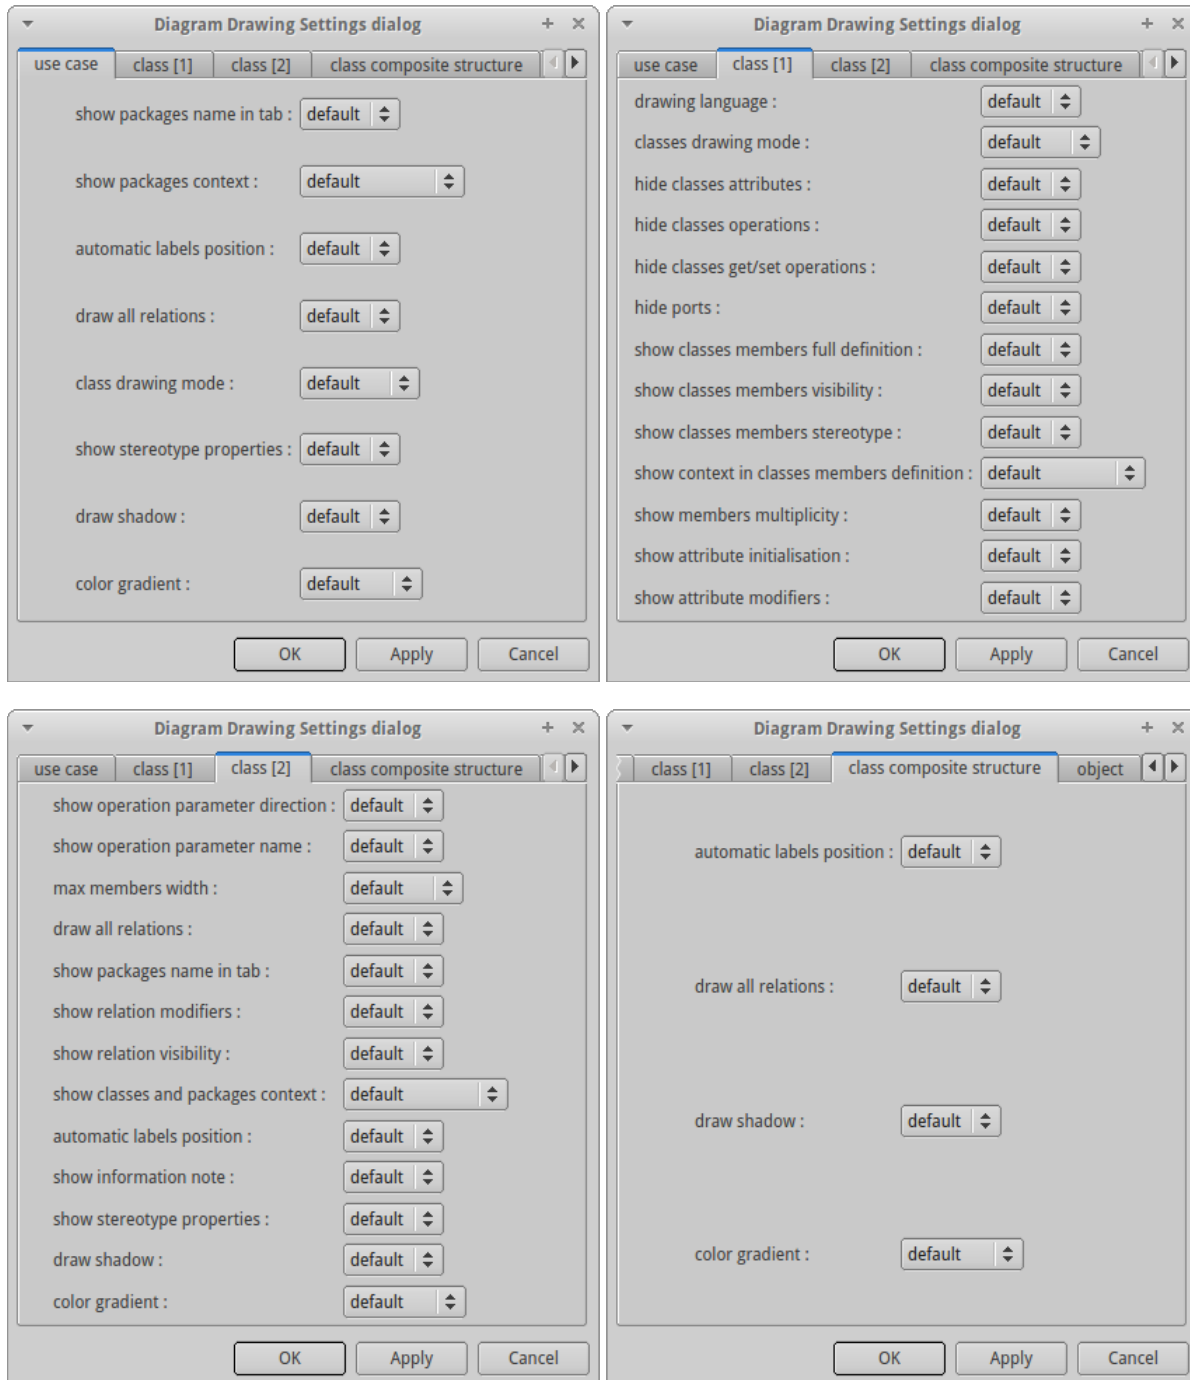 Diagram Drawing Settings dialog
use case class [1] class [2] class composite structure
show packages name in tab : default
show packages context : default
automatic labels position : default
draw all relations : default
class drawing mode : default
show stereotype properties : default
draw shadow : default
color gradient : default
OK Apply Cancel
Diagram Drawing Settings dialog
use case class [1] class [2] class composite structure
drawing language : default
classes drawing mode : default
hide classes attributes : default
hide classes operations : default
hide classes get/set operations : default
hide ports : default
show classes members full definition : default
show classes members visibility : default
show classes members stereotype : default
show context in classes members definition : default
show members multiplicity : default
show attribute initialisation : default
show attribute modifiers : default
OK Apply Cancel
Diagram Drawing Settings dialog
use case class [1] class [2] class composite structure
show operation parameter direction : default
show operation parameter name : default
max members width : default
draw all relations : default
show packages name in tab : default
show relation modifiers : default
show relation visibility : default
show classes and packages context : default
automatic labels position : default
show information note : default
show stereotype properties : default
draw shadow : default
color gradient : default
OK Apply Cancel
Diagram Drawing Settings dialog
class [1] class [2] class composite structure object
automatic labels position : default
draw all relations : default
draw shadow : default
color gradient : default
OK Apply Cancel